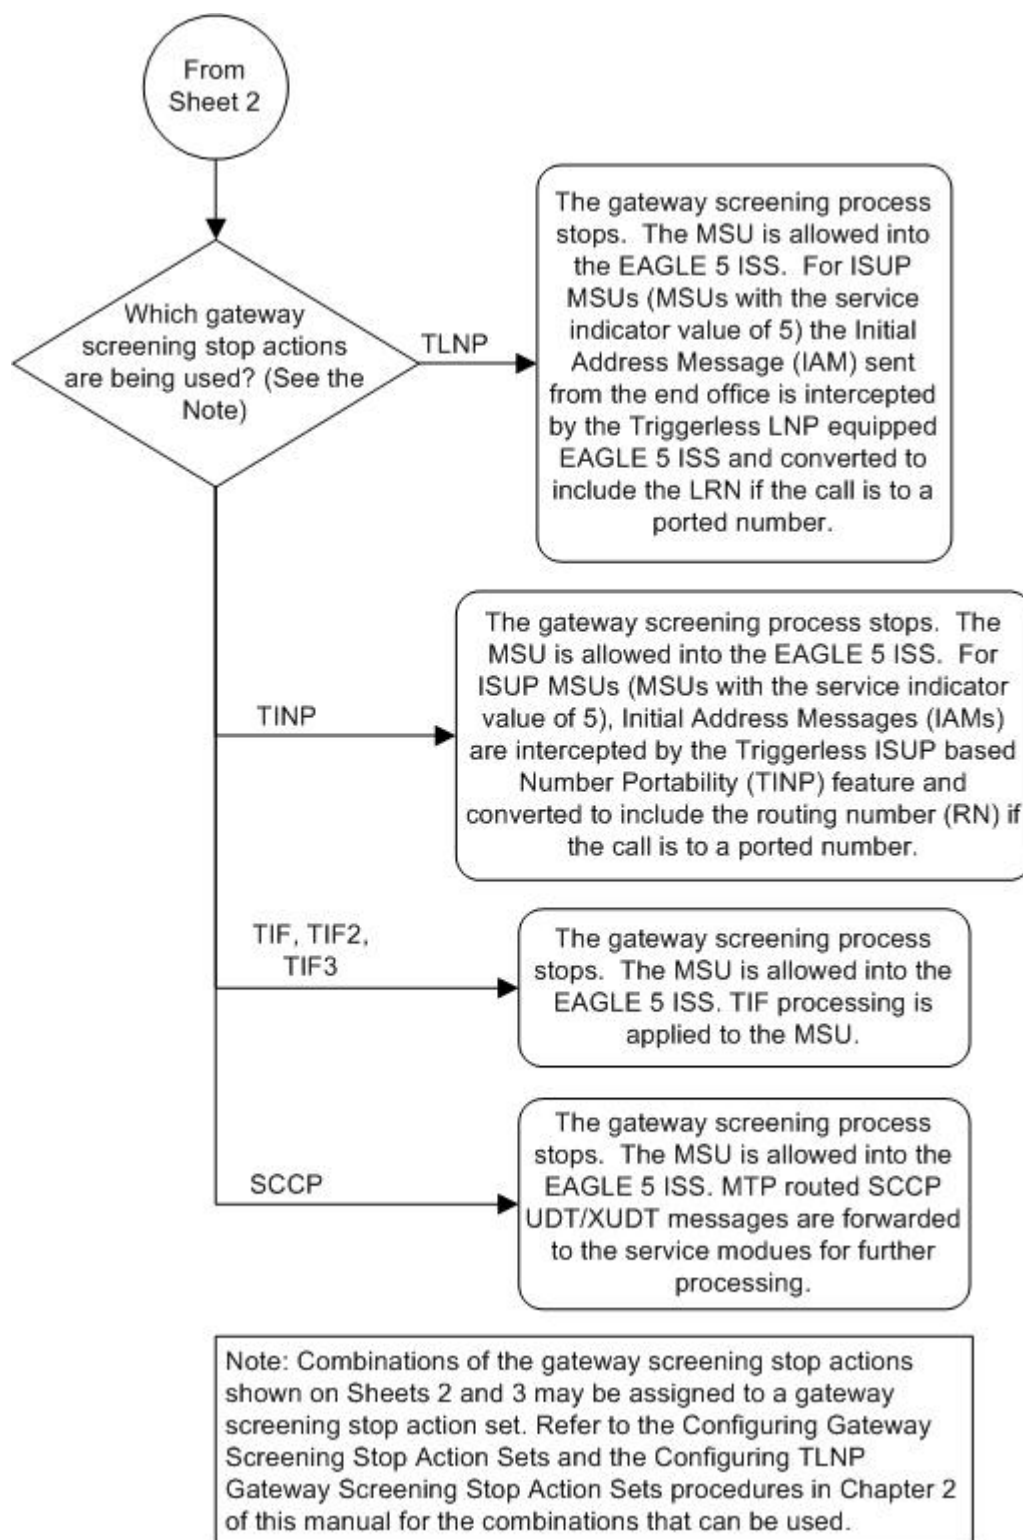 From
Sheet 2
Which gateway
screening stop actions
are being used? (See the
Note)
TLNP
The gateway screening process
stops. The MSU is allowed into
the EAGLE 5 ISS. For ISUP
MSUs (MSUs with the service
indicator value of 5) the Initial
Address Message (IAM) sent
from the end office is intercepted
by the Triggerless LNP equipped
EAGLE 5 ISS and converted to
include the LRN if the call is to a
ported number.
TINP
The gateway screening process stops. The
MSU is allowed into the EAGLE 5 ISS. For
ISUP MSUs (MSUs with the service indicator
value of 5), Initial Address Messages (IAMs)
are intercepted by the Triggerless ISUP based
Number Portability (TINP) feature and
converted to include the routing number (RN) if
the call is to a ported number.
TIF, TIF2,
TIF3
The gateway screening process
stops. The MSU is allowed into the
EAGLE 5 ISS. TIF processing is
applied to the MSU.
SCCP
The gateway screening process
stops. The MSU is allowed into the
EAGLE 5 ISS. MTP routed SCCP
UDT/XUDT messages are forwarded
to the service modues for further
processing.
Note: Combinations of the gateway screening stop actions
shown on Sheets 2 and 3 may be assigned to a gateway
screening stop action set. Refer to the Configuring Gateway
Screening Stop Action Sets and the Configuring TLNP
Gateway Screening Stop Action Sets procedures in Chapter 2
of this manual for the combinations that can be used.